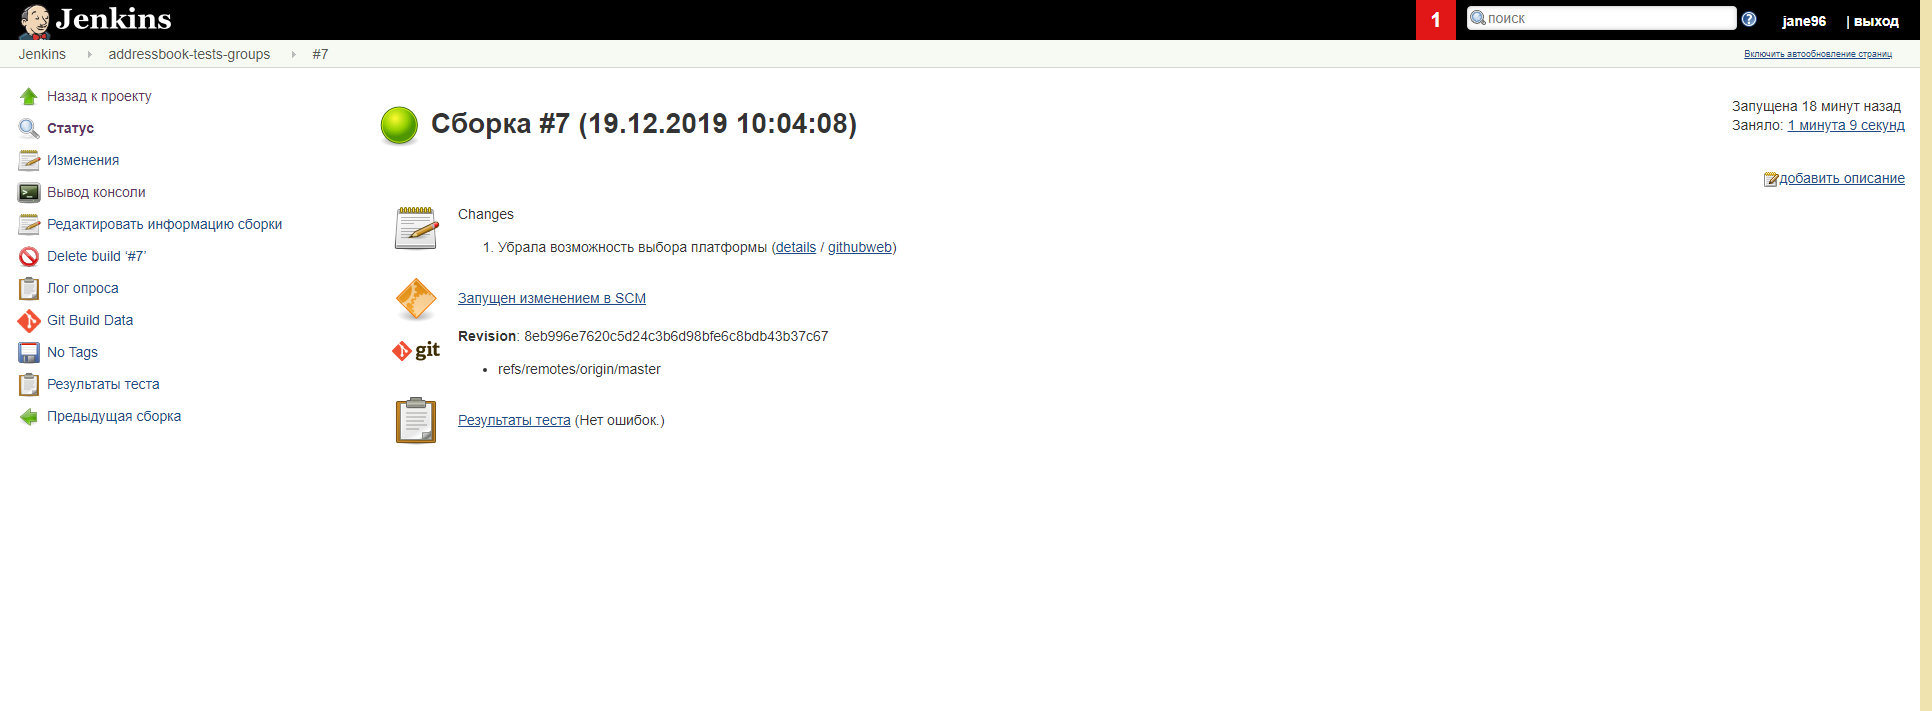 Jenkins
1
поиск
jane96
| выход
Jenkins
addressbook-tests-groups
#7
Включить автообновление страниц
Назад к проекту
Статус
Изменения
Вывод консоли
Редактировать информацию сборки
Delete build ‘#7’
Лог опроса
Git Build Data
No Tags
Результаты теста
Предыдущая сборка
Сборка #7 (19.12.2019 10:04:08)
Запущена 18 минут назад
Заняло: 1 минута 9 секунд
добавить описание
Changes
1. Убрала возможность выбора платформы (details / githubweb)
Запущен изменением в SCM
git
Revision: 8eb996e7620c5d24c3b6d98bfe6c8bdb43b37c67
• refs/remotes/origin/master
Результаты теста (Нет ошибок.)